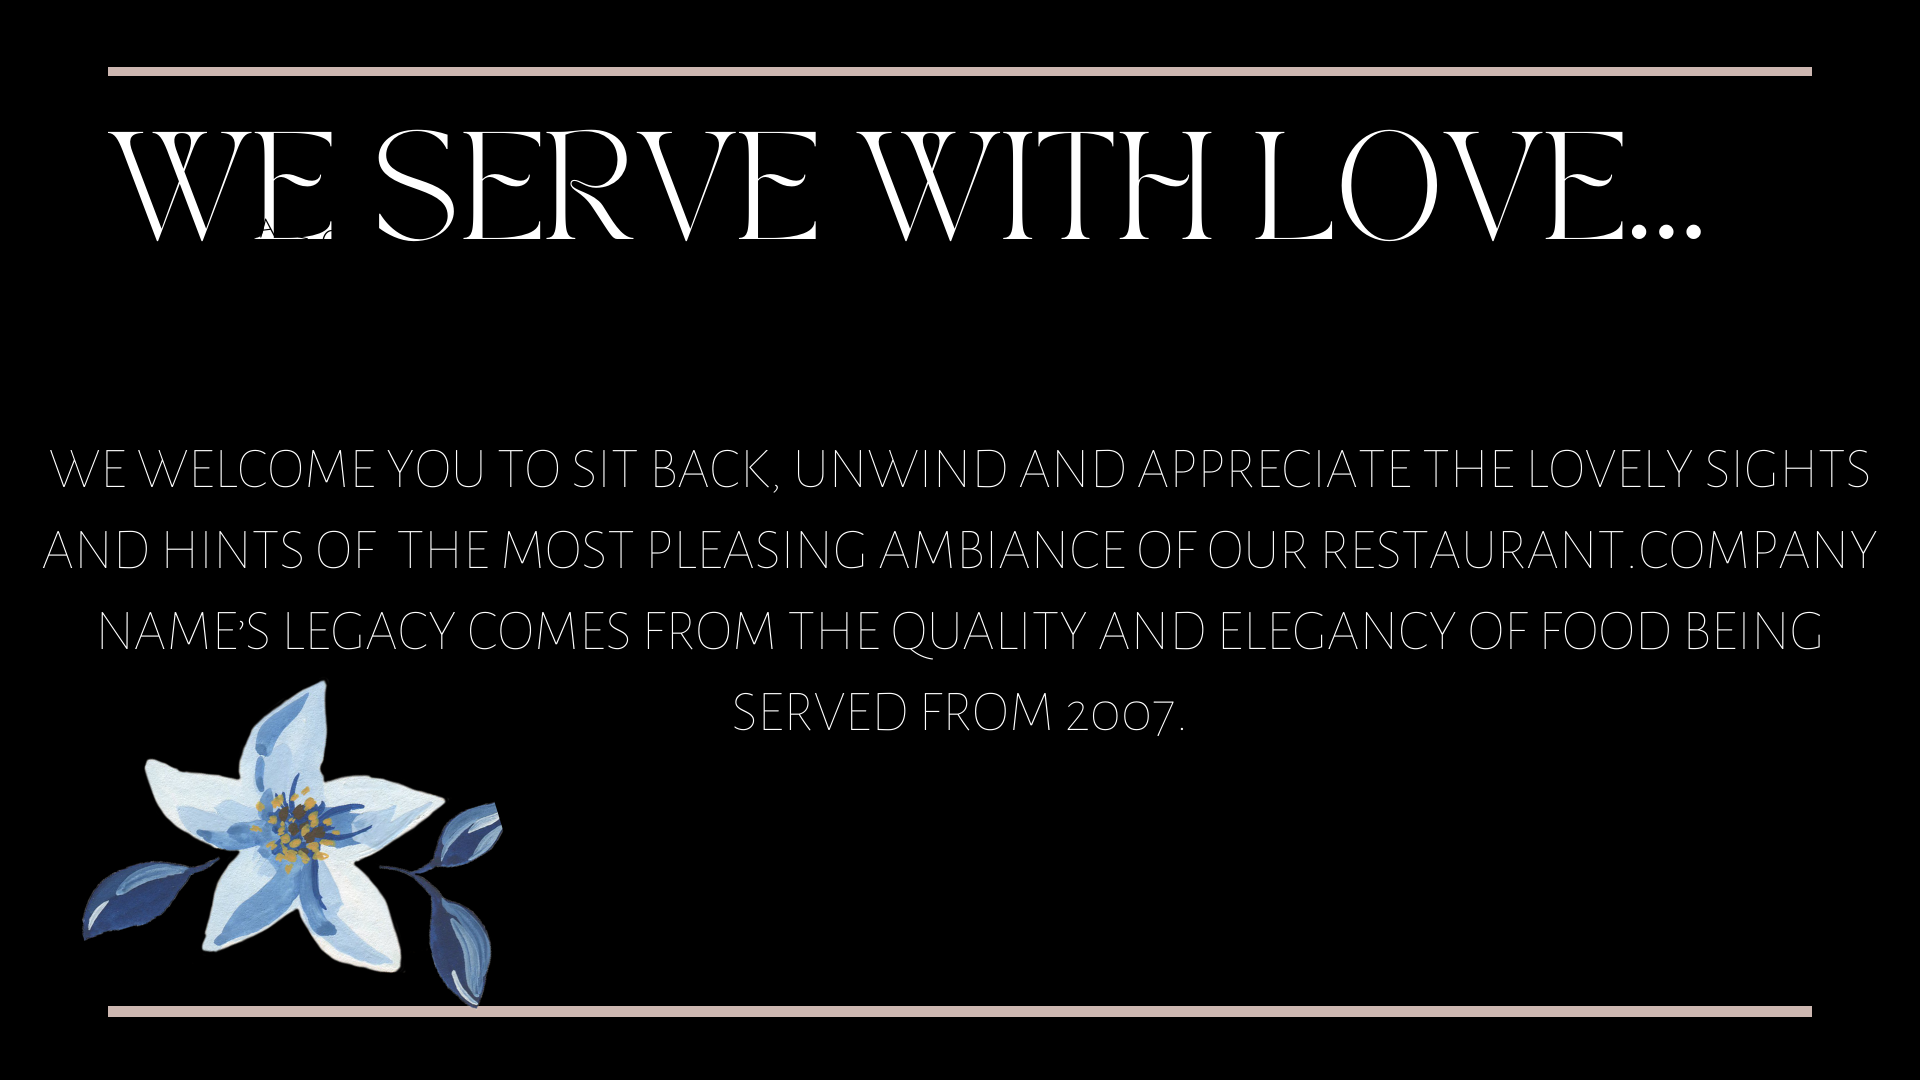 WE SERVE WITH LOVE...
WE WELCOME YOU TO SIT BACK, UNWIND AND APPRECIATE THE LOVELY SIGHTS
AND HINTS OF  THE MOST PLEASING AMBIANCE OF OUR RESTAURANT.COMPANY
NAME’S LEGACY COMES FROM THE QUALITY AND ELEGANCY OF FOOD BEING
SERVED FROM 2007.